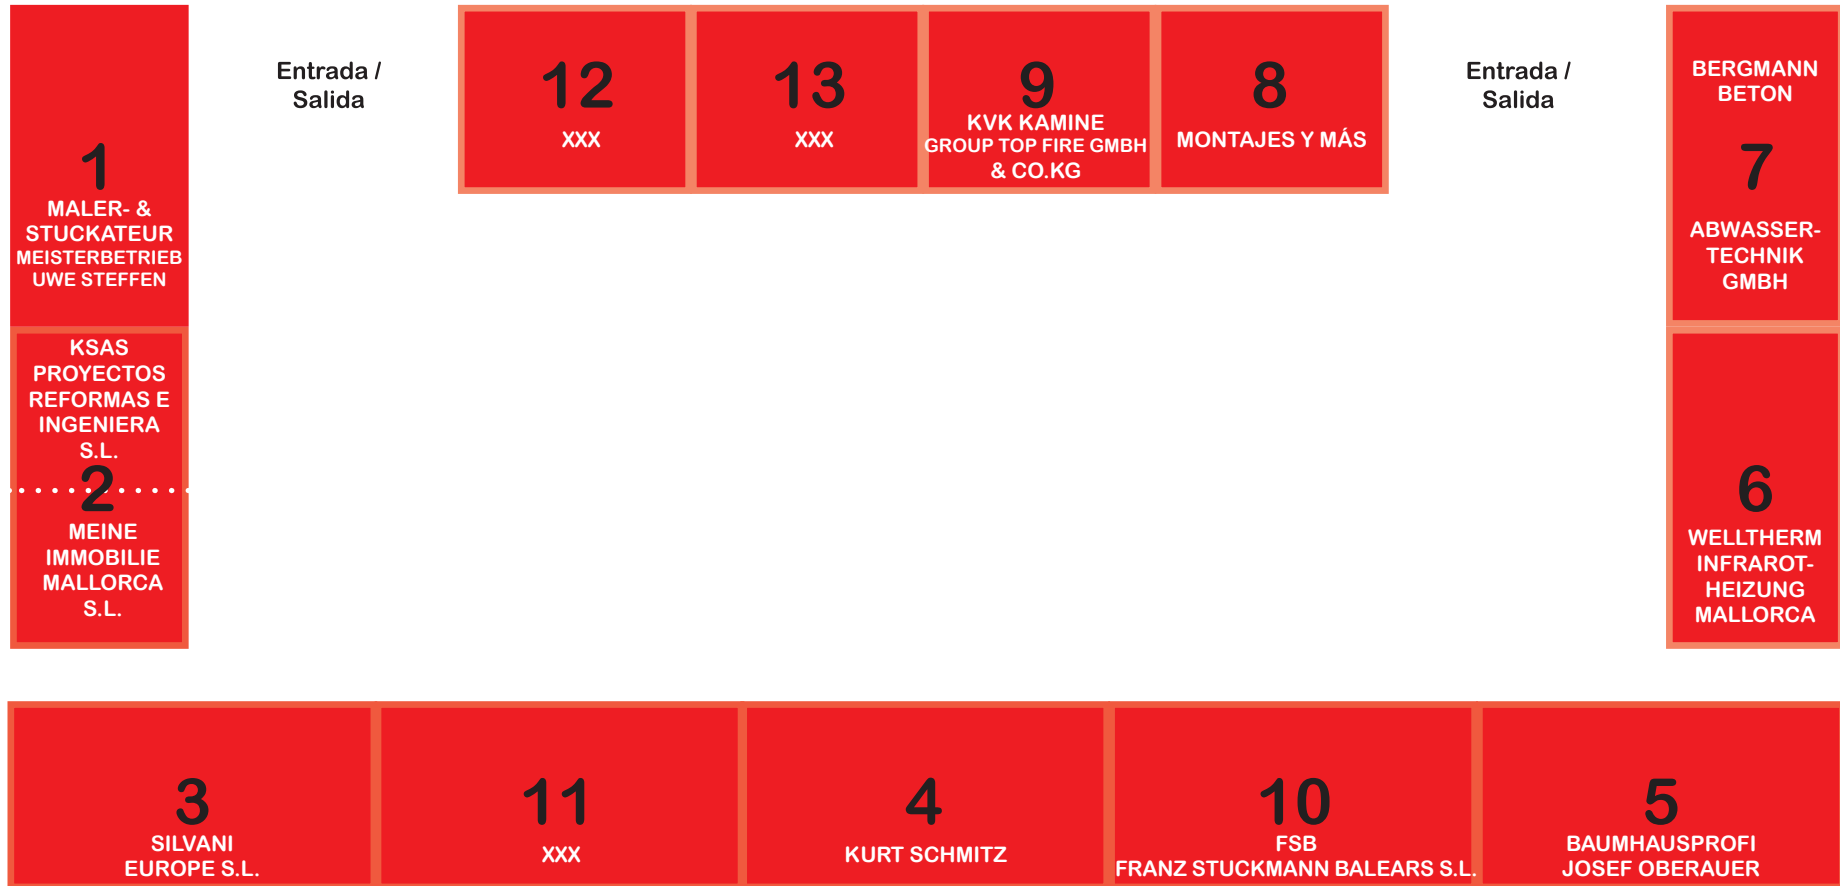 1
MALER- &
STUCKATEUR
MEISTERBETRIEB
UWE STEFFEN
Entrada /
Salida
12
XXX
13
XXX
9
KVK KAMINE
GROUP TOP FIRE GMBH
& CO.KG
8
MONTAJES Y MÁS
Entrada /
Salida
BERGMANN
BETON
7
ABWASSER-
TECHNIK
GMBH
KSAS
PROYECTOS
REFORMAS E
INGENIERA
S.L.
2
MEINE
IMMOBILIE
MALLORCA
S.L.
6
WELLTHERM
INFRAROT-
HEIZUNG
MALLORCA
3
SILVANI
EUROPE S.L.
11
XXX
4
KURT SCHMITZ
10
FSB
FRANZ STUCKMANN BALEARS S.L.
5
BAUMHAUSPROFI
JOSEF OBERAUER